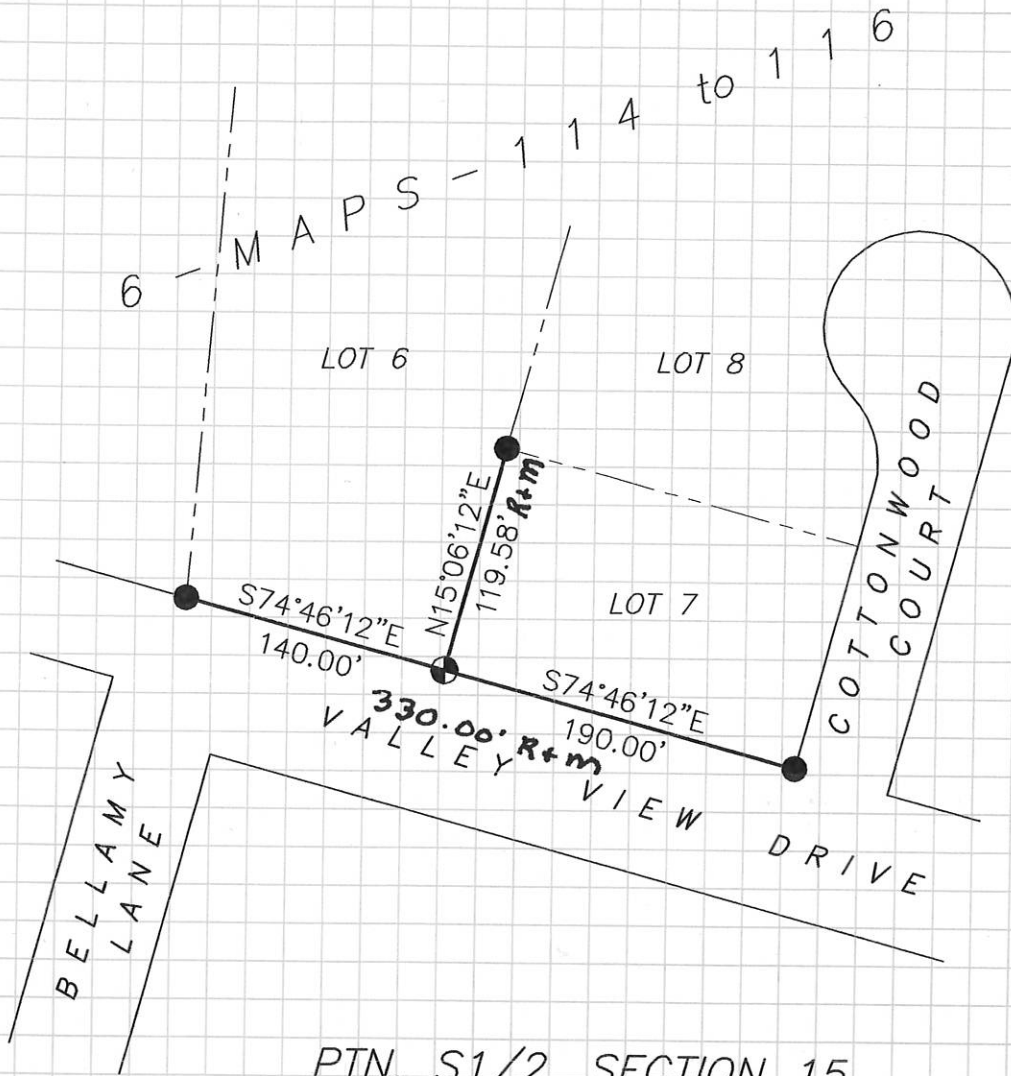 6 - MAPS - 114 to 116
LOT 6
LOT 8
N15°06'12"E
119.58' R+M
LOT 7
S74°46'12"E
140.00'
S74°46'12"E
190.00'
330.00' R+M
VALLEY VIEW DRIVE
COTTONWOOD
COURT
BELLAMY
LANE
PTN S1/2 SECTION 15